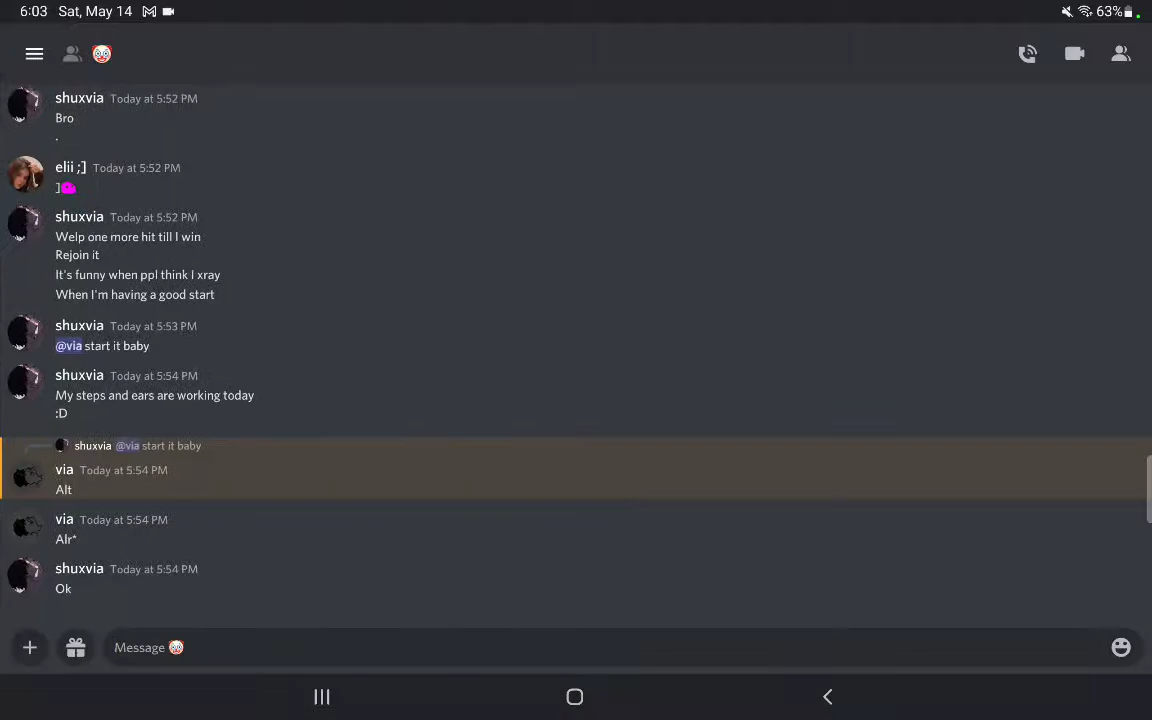 6:03 Sat, May 14 63%
shuxvia Today at 5:52 PM
Bro
.
elii ;] Today at 5:52 PM
]
shuxvia Today at 5:52 PM
Welp one more hit till I win
Rejoin it
It's funny when ppl think I xray
When I'm having a good start
shuxvia Today at 5:53 PM
@via start it baby
shuxvia Today at 5:54 PM
My steps and ears are working today
:D
shuxvia @via start it baby
via Today at 5:54 PM
Alt
via Today at 5:54 PM
Alr*
shuxvia Today at 5:54 PM
Ok
Message 🤡